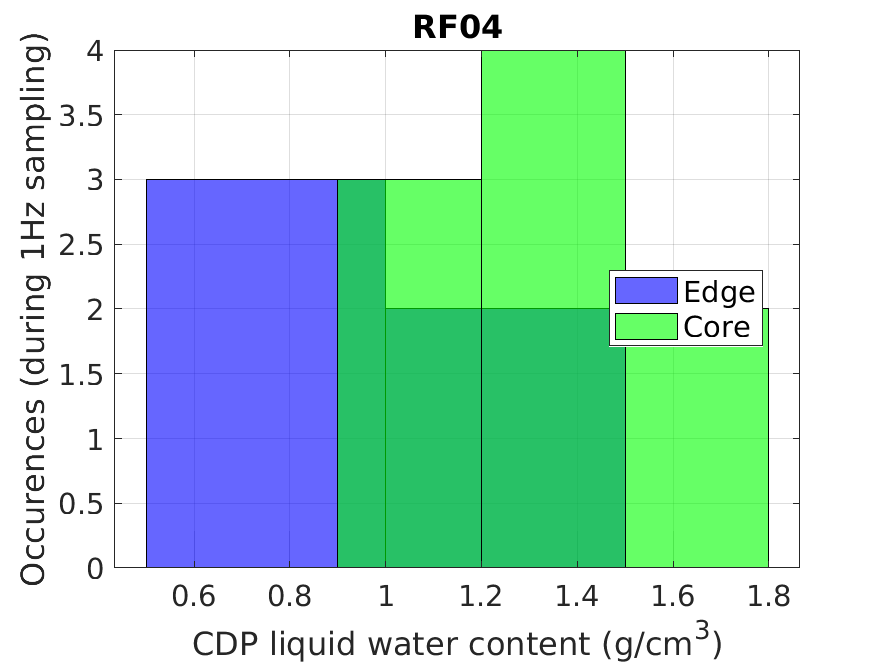 RF04
Occurences (during 1Hz sampling)
4
3.5
3
2.5
2
1.5
1
0.5
0
Edge
Core
0.6 0.8 1 1.2 1.4 1.6 1.8
CDP liquid water content (g/cm³)